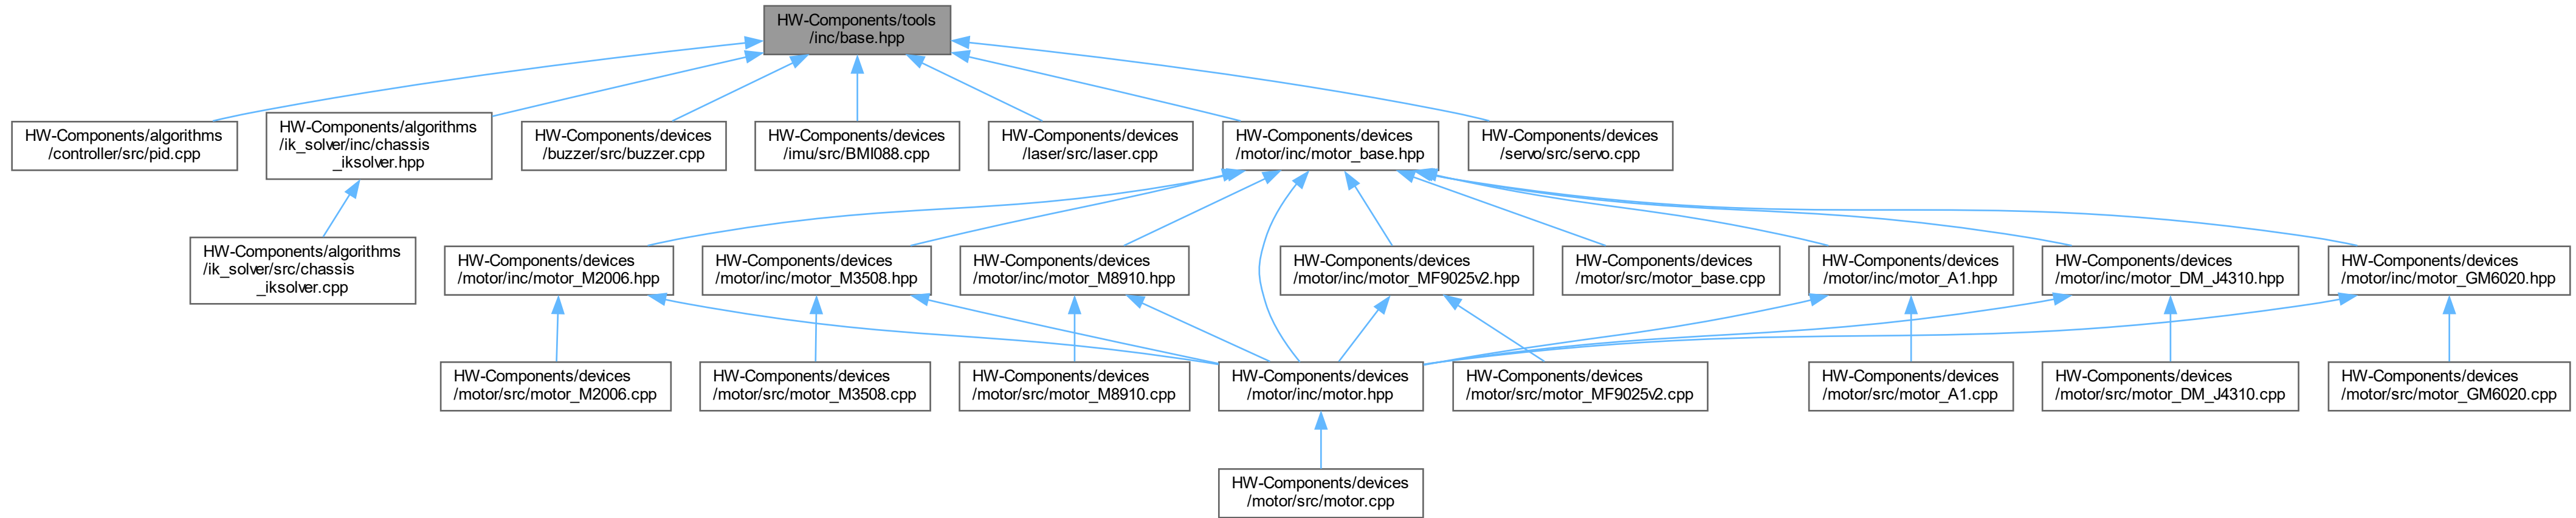 HW-Components/tools
/inc/base.hpp
HW-Components/algorithms
/controller/src/pid.cpp
HW-Components/algorithms
/ik_solver/inc/chassis
_iksolver.hpp
HW-Components/devices
/buzzer/src/buzzer.cpp
HW-Components/devices
/imu/src/BMI088.cpp
HW-Components/devices
/laser/src/laser.cpp
HW-Components/devices
/motor/inc/motor_base.hpp
HW-Components/devices
/servo/src/servo.cpp
HW-Components/algorithms
/ik_solver/src/chassis
_iksolver.cpp
HW-Components/devices
/motor/inc/motor_M2006.hpp
HW-Components/devices
/motor/inc/motor_M3508.hpp
HW-Components/devices
/motor/inc/motor_M8910.hpp
HW-Components/devices
/motor/inc/motor_MF9025v2.hpp
HW-Components/devices
/motor/src/motor_base.cpp
HW-Components/devices
/motor/inc/motor_A1.hpp
HW-Components/devices
/motor/inc/motor_DM_J4310.hpp
HW-Components/devices
/motor/inc/motor_GM6020.hpp
HW-Components/devices
/motor/src/motor_M2006.cpp
HW-Components/devices
/motor/src/motor_M3508.cpp
HW-Components/devices
/motor/src/motor_M8910.cpp
HW-Components/devices
/motor/inc/motor.hpp
HW-Components/devices
/motor/src/motor_MF9025v2.cpp
HW-Components/devices
/motor/src/motor_A1.cpp
HW-Components/devices
/motor/src/motor_DM_J4310.cpp
HW-Components/devices
/motor/src/motor_GM6020.cpp
HW-Components/devices
/motor/src/motor.cpp